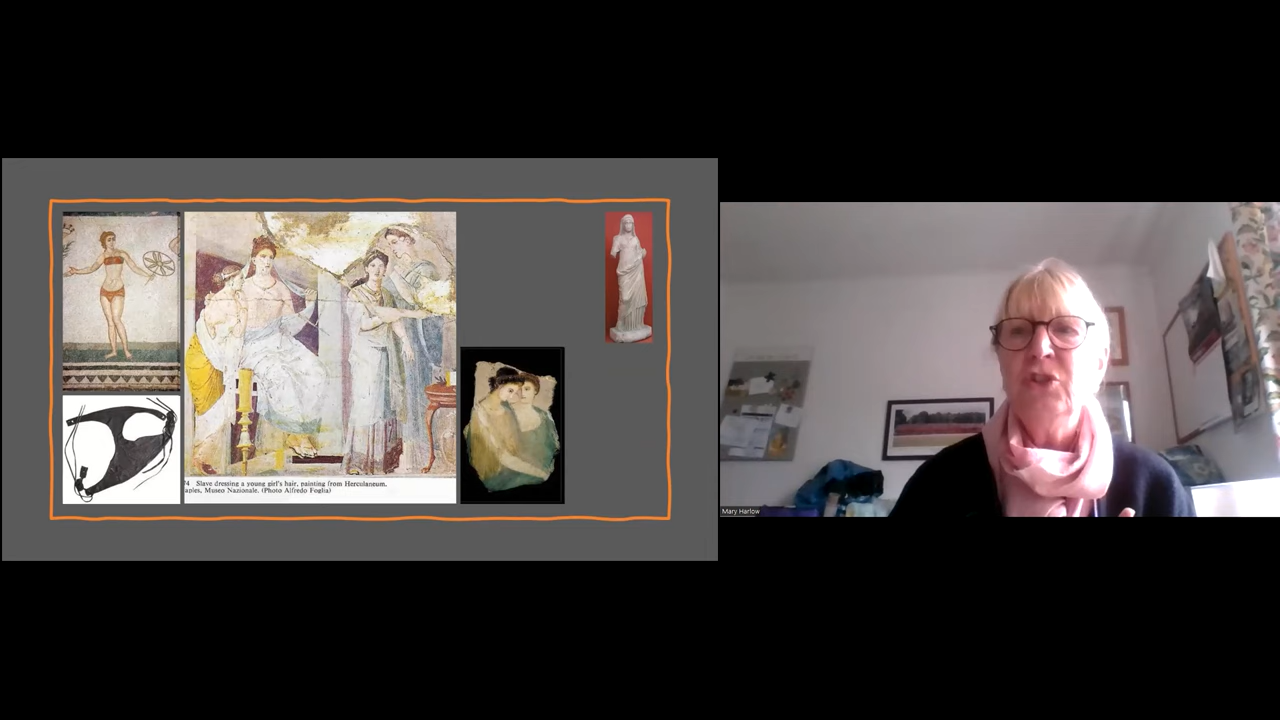 74 Slave dressing a young girl's hair, painting from Herculaneum.
aples, Museo Nazionale. (Photo Alfredo Foglia)
Mary Harlow